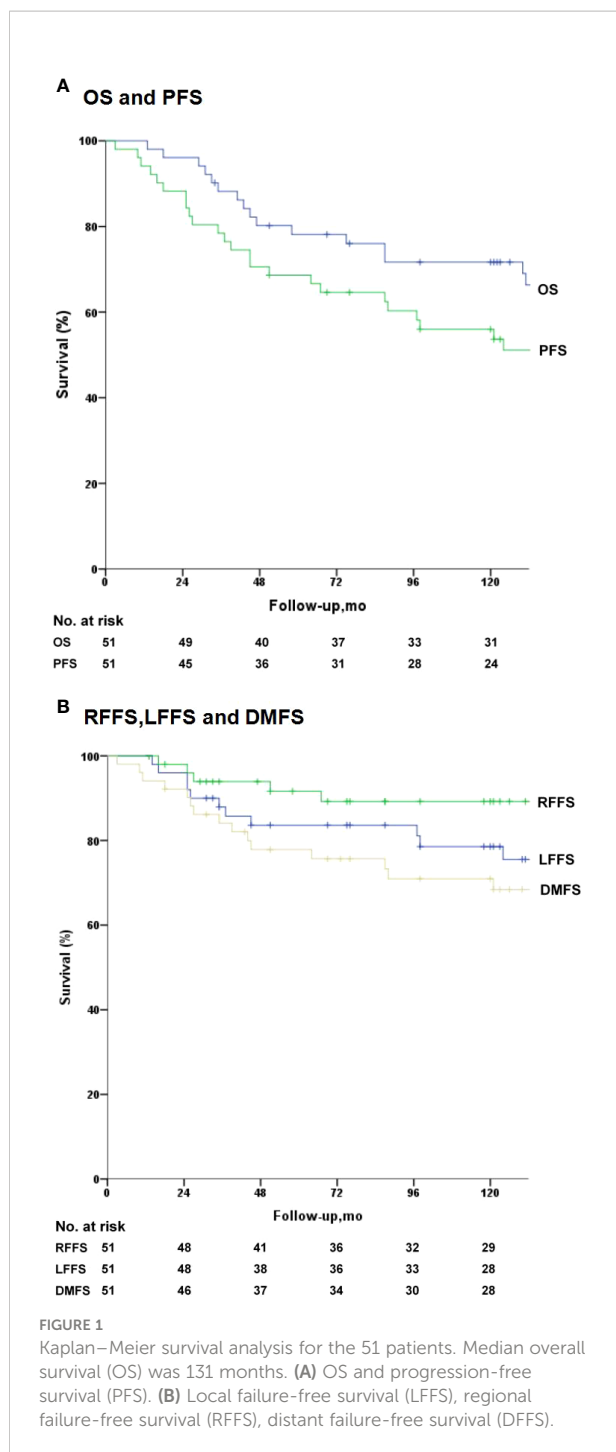 A OS and PFS
100
80
60
40
20
0
Survival (%)
OS
PFS
0 24 48 72 96 120
Follow-up,mo
No. at risk
OS 51 49 40 37 33 31
PFS 51 45 36 31 28 24
B RFFS,LFFS and DMFS
100
80
60
40
20
0
Survival (%)
RFFS
LFFS
DMFS
0 24 48 72 96 120
Follow-up,mo
No. at risk
RFFS 51 48 41 36 32 29
LFFS 51 48 38 36 33 28
DMFS 51 46 37 34 30 28
FIGURE 1
Kaplan–Meier survival analysis for the 51 patients. Median overall
survival (OS) was 131 months. (A) OS and progression-free
survival (PFS). (B) Local failure-free survival (LFFS), regional
failure-free survival (RFFS), distant failure-free survival (DFFS).